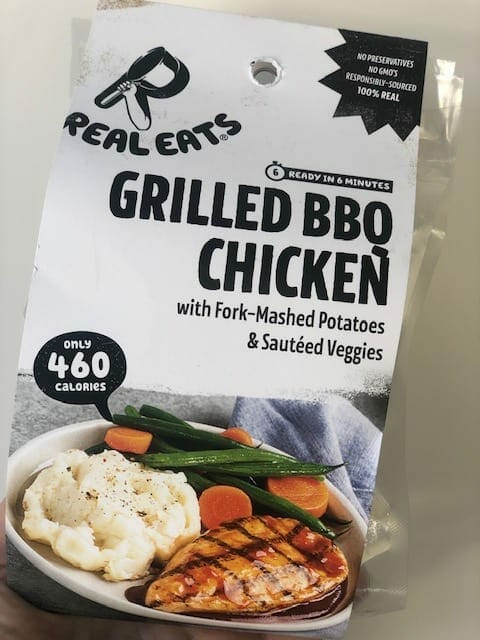 NO PRESERVATIVES
NO GMO'S
RESPONSIBLY-SOURCED
100% REAL
R
REAL EATS®
6 READY IN 6 MINUTES
GRILLED BBQ
CHICKEN
with Fork-Mashed Potatoes
& Sautéed Veggies
ONLY
460
CALORIES